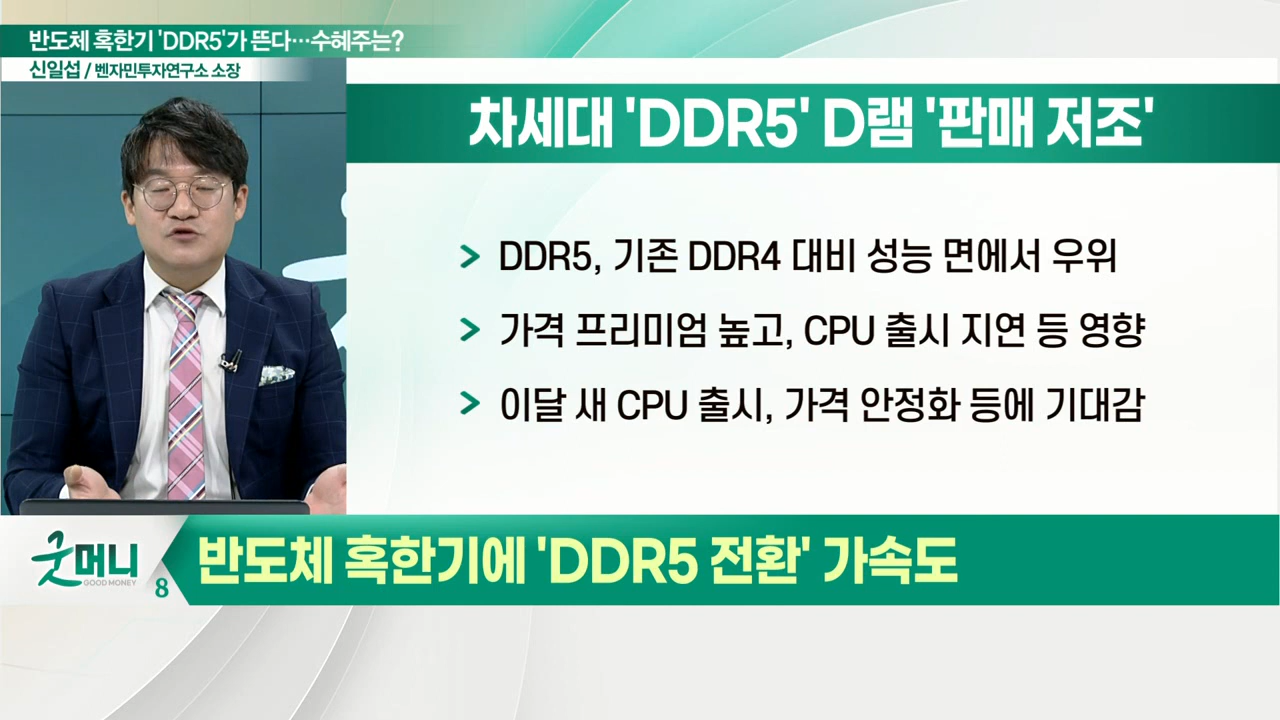 반도체 혹한기 'DDR5'가 뜬다…수혜주는?
신일섭 / 벤자민투자연구소 소장
차세대 'DDR5' D램 '판매 저조'
> DDR5, 기존 DDR4 대비 성능 면에서 우위
> 가격 프리미엄 높고, CPU 출시 지연 등 영향
> 이달 새 CPU 출시, 가격 안정화 등에 기대감
굿머니
GOOD MONEY
8
반도체 혹한기에 'DDR5 전환' 가속도